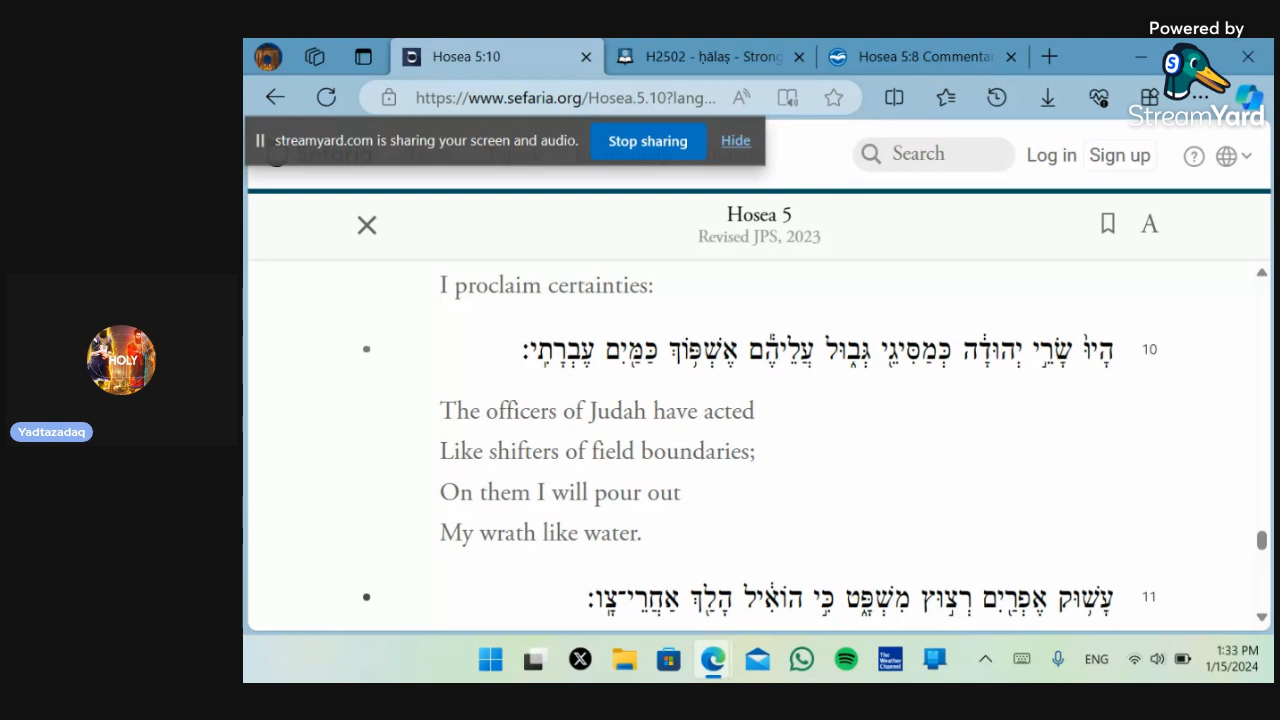 Powered by
StreamYard
Hosea 5:10
H2502 - ḥālaṣ - Strong
Hosea 5:8 Commentar
https://www.sefaria.org/Hosea.5.10?lang...
streamyard.com is sharing your screen and audio.
Stop sharing
Hide
Search
Log in
Sign up
Hosea 5
Revised JPS, 2023
A
I proclaim certainties:
הָיוּ֙ שָׂרֵ֣י יְהוּדָ֔ה כְּמַסִּיגֵ֖י גְּב֑וּל עֲלֵיהֶ֕ם אֶשְׁפּ֥וֹךְ כַּמַּ֖יִם עֶבְרָתִֽי׃
10
The officers of Judah have acted
Like shifters of field boundaries;
On them I will pour out
My wrath like water.
עָשׁ֥וּק אֶפְרַ֖יִם רְצ֣וּץ מִשְׁפָּ֑ט כִּ֣י הוֹאִ֔יל הָלַ֖ךְ אַחֲרֵי־צָֽו׃
11
HOLY
Yadtazadaq
The Weather Channel
ENG
1:33 PM
1/15/2024